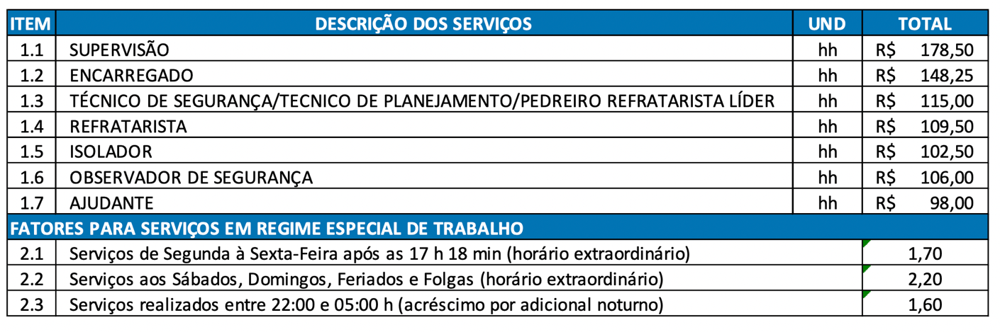 ITEM DESCRIÇÃO DOS SERVIÇOS UND TOTAL
1.1 SUPERVISÃO hh R$ 178,50
1.2 ENCARREGADO hh R$ 148,25
1.3 TÉCNICO DE SEGURANÇA/TECNICO DE PLANEJAMENTO/PEDREIRO REFRATARISTA LÍDER hh R$ 115,00
1.4 REFRATARISTA hh R$ 109,50
1.5 ISOLADOR hh R$ 102,50
1.6 OBSERVADOR DE SEGURANÇA hh R$ 106,00
1.7 AJUDANTE hh R$ 98,00
FATORES PARA SERVIÇOS EM REGIME ESPECIAL DE TRABALHO
2.1 Serviços de Segunda à Sexta-Feira após as 17 h 18 min (horário extraordinário) 1,70
2.2 Serviços aos Sábados, Domingos, Feriados e Folgas (horário extraordinário) 2,20
2.3 Serviços realizados entre 22:00 e 05:00 h (acréscimo por adicional noturno) 1,60